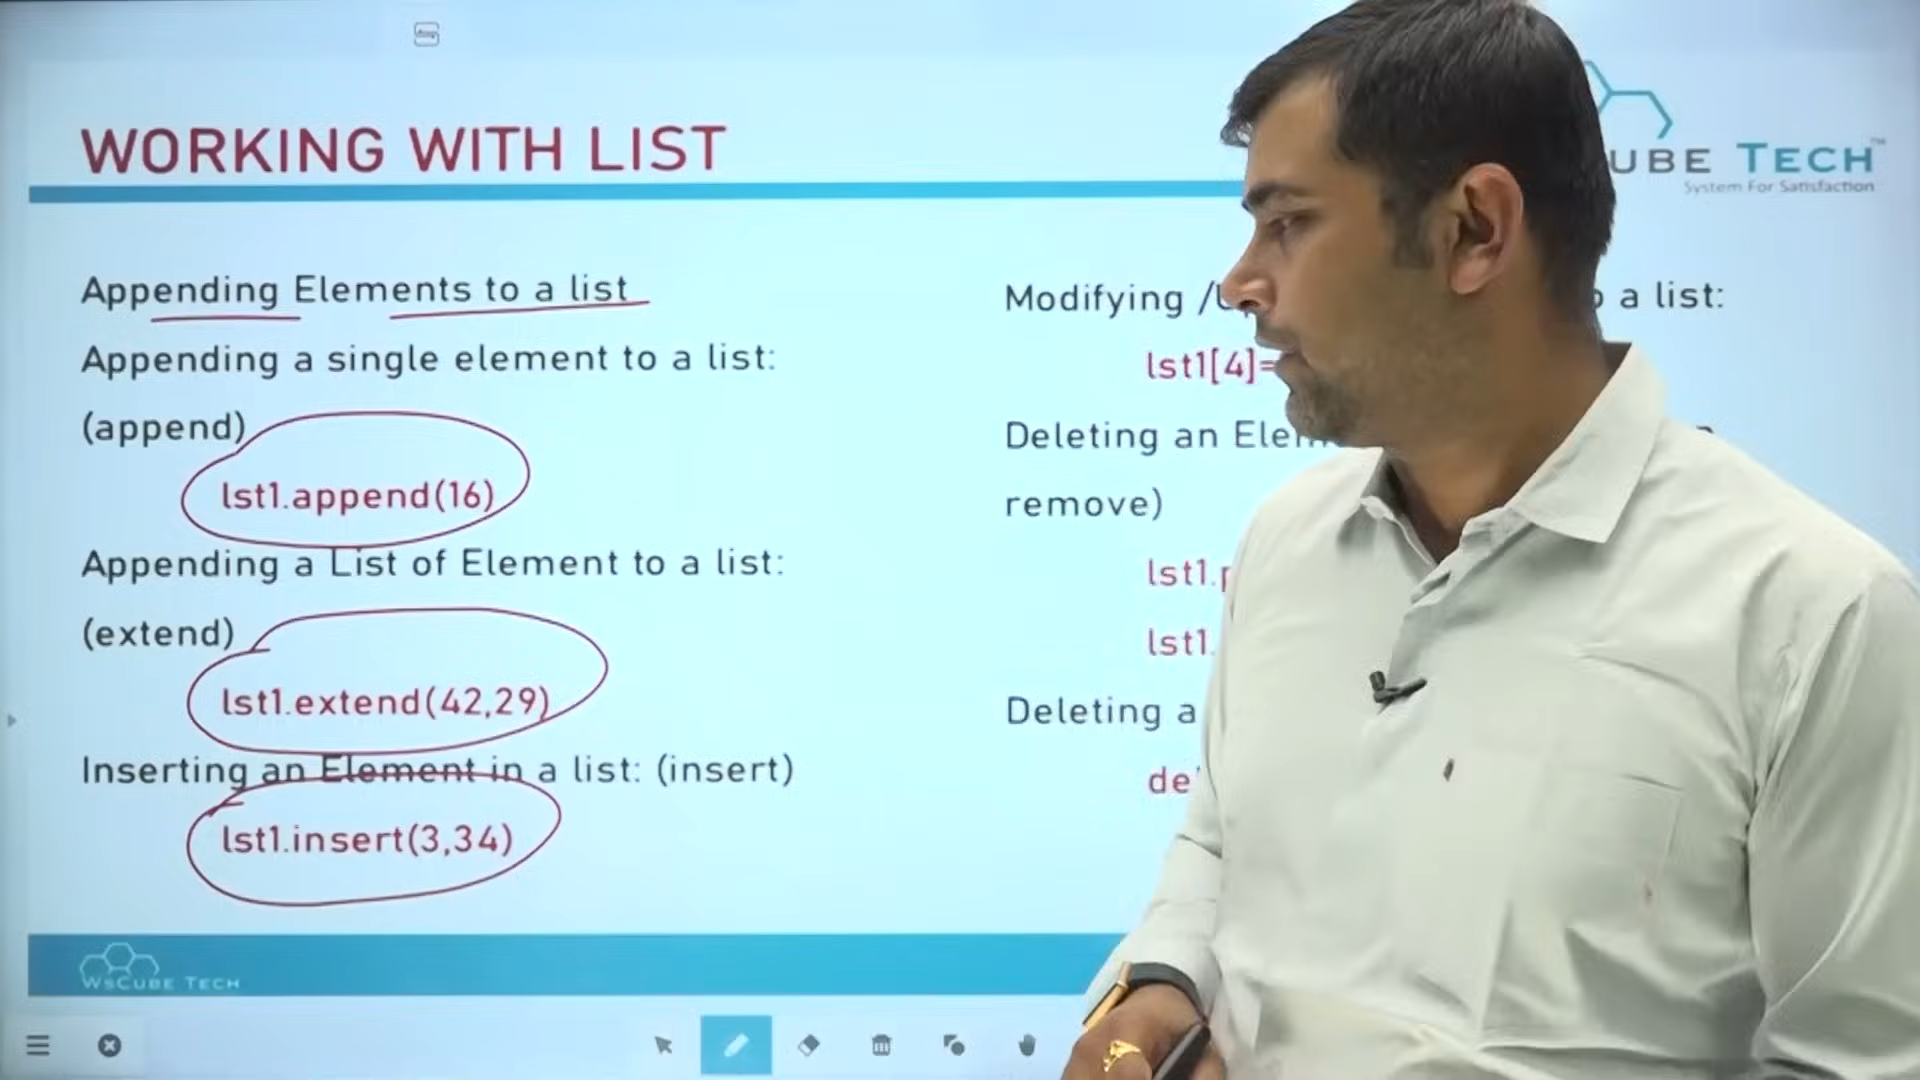 WORKING WITH LIST
UBE TECH™
System For Satisfaction
Appending Elements to a list
Appending a single element to a list:
(append)
lst1.append(16)
Appending a List of Element to a list:
(extend)
lst1.extend(42,29)
Inserting an Element in a list: (insert)
lst1.insert(3,34)
Modifying / a list:
lst1[4]=
Deleting an
remove)
lst1.
lst1.
Deleting a
WSCUBE TECH